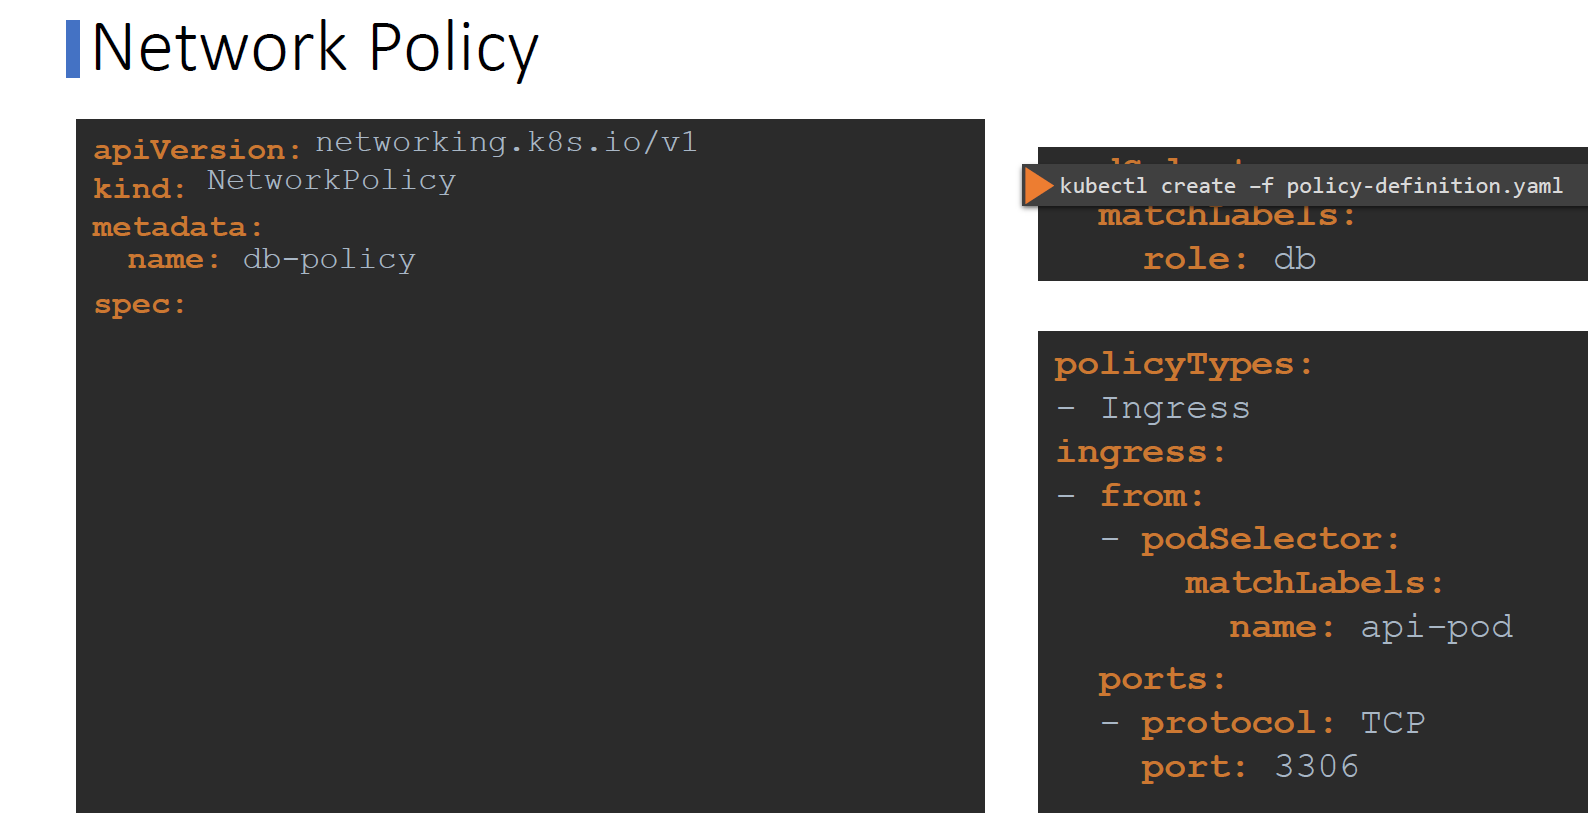 Network Policy
apiVersion: networking.k8s.io/v1
kind: NetworkPolicy
metadata:
  name: db-policy
spec:
kubectl create –f policy-definition.yaml
matchLabels:
role: db
policyTypes:
- Ingress
ingress:
- from:
  - podSelector:
      matchLabels:
        name: api-pod
  ports:
  - protocol: TCP
    port: 3306